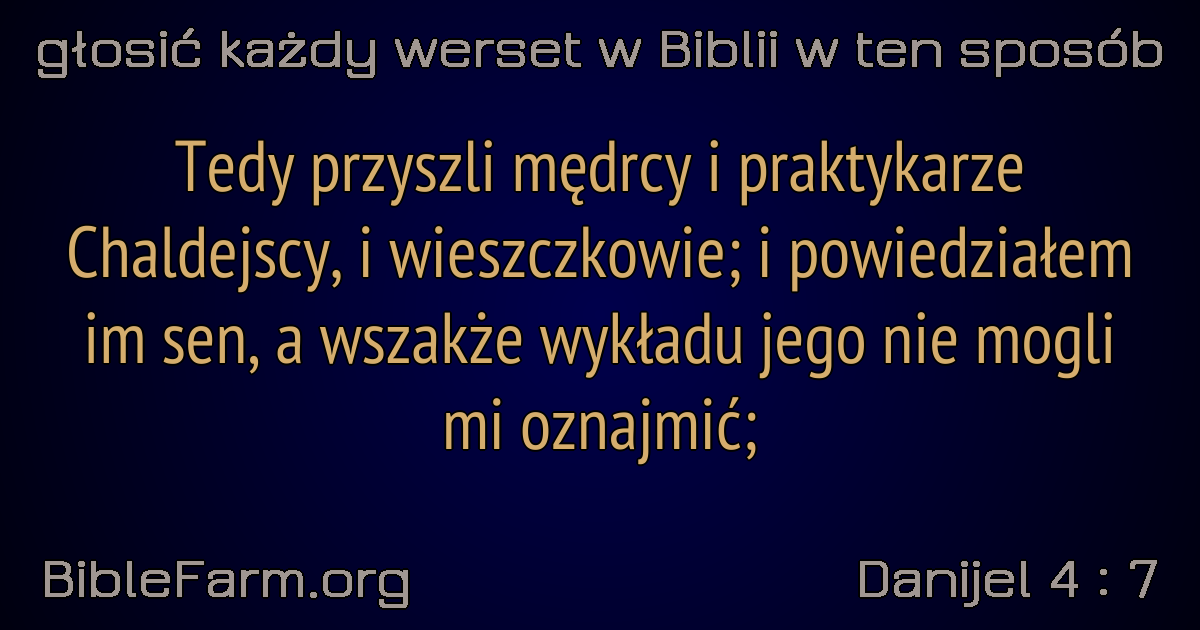 głosić każdy werset w Biblii w ten sposób
Tedy przyszli mędrcy i praktykarze
Chaldejscy, i wieszczkowie; i powiedziałem
im sen, a wszakże wykładu jego nie mogli
mi oznajmić;
BibleFarm.org
Danijel 4 : 7